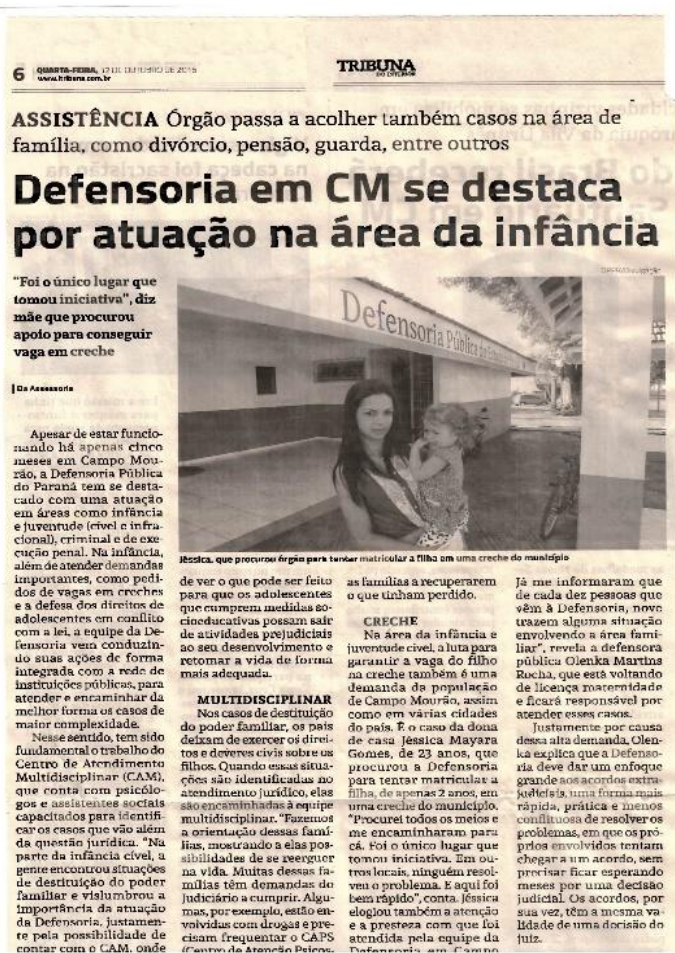 6 QUARTA-FEIRA, 12 DE OUTUBRO DE 2016
www.itribuna.com.br
TRIBUNA
DO INTERIOR
ASSISTÊNCIA Órgão passa a acolher também casos na área de
família, como divórcio, pensão, guarda, entre outros
Defensoria em CM se destaca
por atuação na área da infância
"Foi o único lugar que
tomou iniciativa", diz
mãe que procurou
apoio para conseguir
vaga em creche
Da Assessoria
Defensoria Pública do
Jéssica, que procurou órgão para tentar matricular a filha em uma creche do município
Apesar de estar funcio-
nando há apenas cinco
meses em Campo Mou-
rão, a Defensoria Pública
do Paraná tem se desta-
cado com uma atuação
em áreas como infância
e juventude (cível e infra-
cional), criminal e de exe-
cução penal. Na infância,
além de atender demandas
importantes, como pedi-
dos de vagas em creches
e a defesa dos direitos de
adolescentes em conflito
com a lei, a equipe da De-
fensoria vem conduzin-
do suas ações de forma
integrada com a rede de
instituições públicas, para
atender e encaminhar da
melhor forma os casos de
maior complexidade.
Nesse sentido, tem sido
fundamental o trabalho do
Centro de Atendimento
Multidisciplinar (CAM),
que conta com psicólo-
gos e assistentes sociais
capacitados para identifi-
car os casos que vão além
da questão jurídica. "Na
parte da infância cível, a
gente encontrou situações
de destituição do poder
familiar e vislumbrou a
importância da atuação
da Defensoria, justamen-
te pela possibilidade de
contar com o CAM, onde
de ver o que pode ser feito
para que os adolescentes
que cumprem medidas so-
cioeducativas possam sair
de atividades prejudiciais
ao seu desenvolvimento e
retomar a vida de forma
mais adequada.
MULTIDISCIPLINAR
Nos casos de destituição
do poder familiar, os pais
deixam de exercer os direi-
tos e deveres civis sobre os
filhos. Quando essas situa-
ções são identificadas no
atendimento jurídico, elas
são encaminhadas à equipe
multidisciplinar. "Fazemos
a orientação dessas famí-
lias, mostrando a elas pos-
sibilidades de se reerguer
na vida. Muitas dessas fa-
mílias têm demandas do
Judiciário a cumprir. Algu-
mas, por exemplo, estão en-
volvidas com drogas e pre-
cisam frequentar o CAPS
(Centro de Atenção Psicos-
as famílias a recuperarem
o que tinham perdido.
CRECHE
Na área da infância e
juventude cível, a luta para
garantir a vaga do filho
na creche também é uma
demanda da população
de Campo Mourão, assim
como em várias cidades
do país. E o caso da dona
de casa Jéssica Mayara
Gomes, de 23 anos, que
procurou a Defensoria
para tentar matricular a
filha, de apenas 2 anos, em
uma creche do município.
"Procurei todos os meios e
me encaminharam para
cá. Foi o único lugar que
tomou iniciativa. Em ou-
tros locais, ninguém resol-
veu o problema. E aqui foi
bem rápido", conta. Jéssica
elogiou também a atenção
e a presteza com que foi
atendida pela equipe da
Defensoria em Campo
Já me informaram que
de cada dez pessoas que
vêm à Defensoria, nove
trazem alguma situação
envolvendo a área fami-
liar", revela a defensora
pública Olenka Martins
Rocha, que está voltando
de licença maternidade
e ficará responsável por
atender esses casos.
Justamente por causa
dessa alta demanda, Olen-
ka explica que a Defenso-
ria deve dar um enfoque
grande aos acordos extra-
judiciais, uma forma mais
rápida, prática e menos
conflituosa de resolver os
problemas, em que os pró-
prios envolvidos tentam
chegar a um acordo, sem
precisar ficar esperando
meses por uma decisão
judicial. Os acordos, por
sua vez, têm a mesma va-
lidade de uma decisão do
juiz.